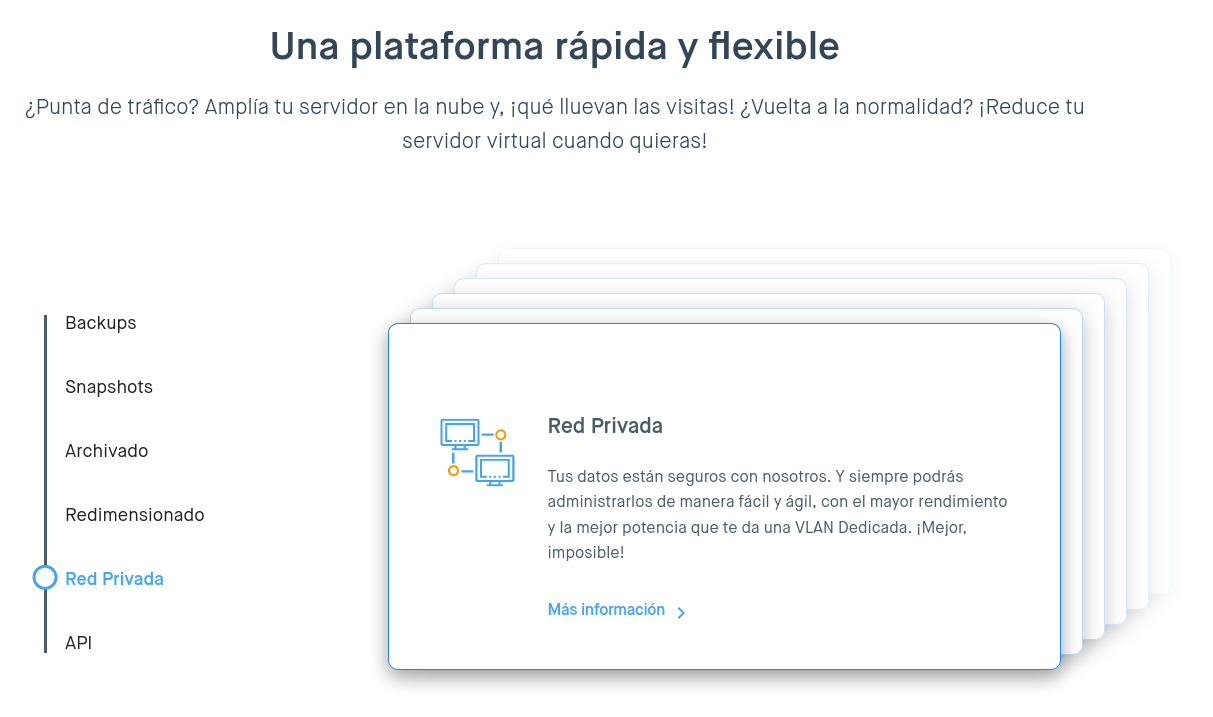 Una plataforma rápida y flexible
¿Punta de tráfico? Amplía tu servidor en la nube y, ¡qué lluevan las visitas! ¿Vuelta a la normalidad? ¡Reduce tu
servidor virtual cuando quieras!
Backups
Snapshots
Archivado
Redimensionado
Red Privada
API
Red Privada
Tus datos están seguros con nosotros. Y siempre podrás
administrarlos de manera fácil y ágil, con el mayor rendimiento
y la mejor potencia que te da una VLAN Dedicada. ¡Mejor,
imposible!
Más información